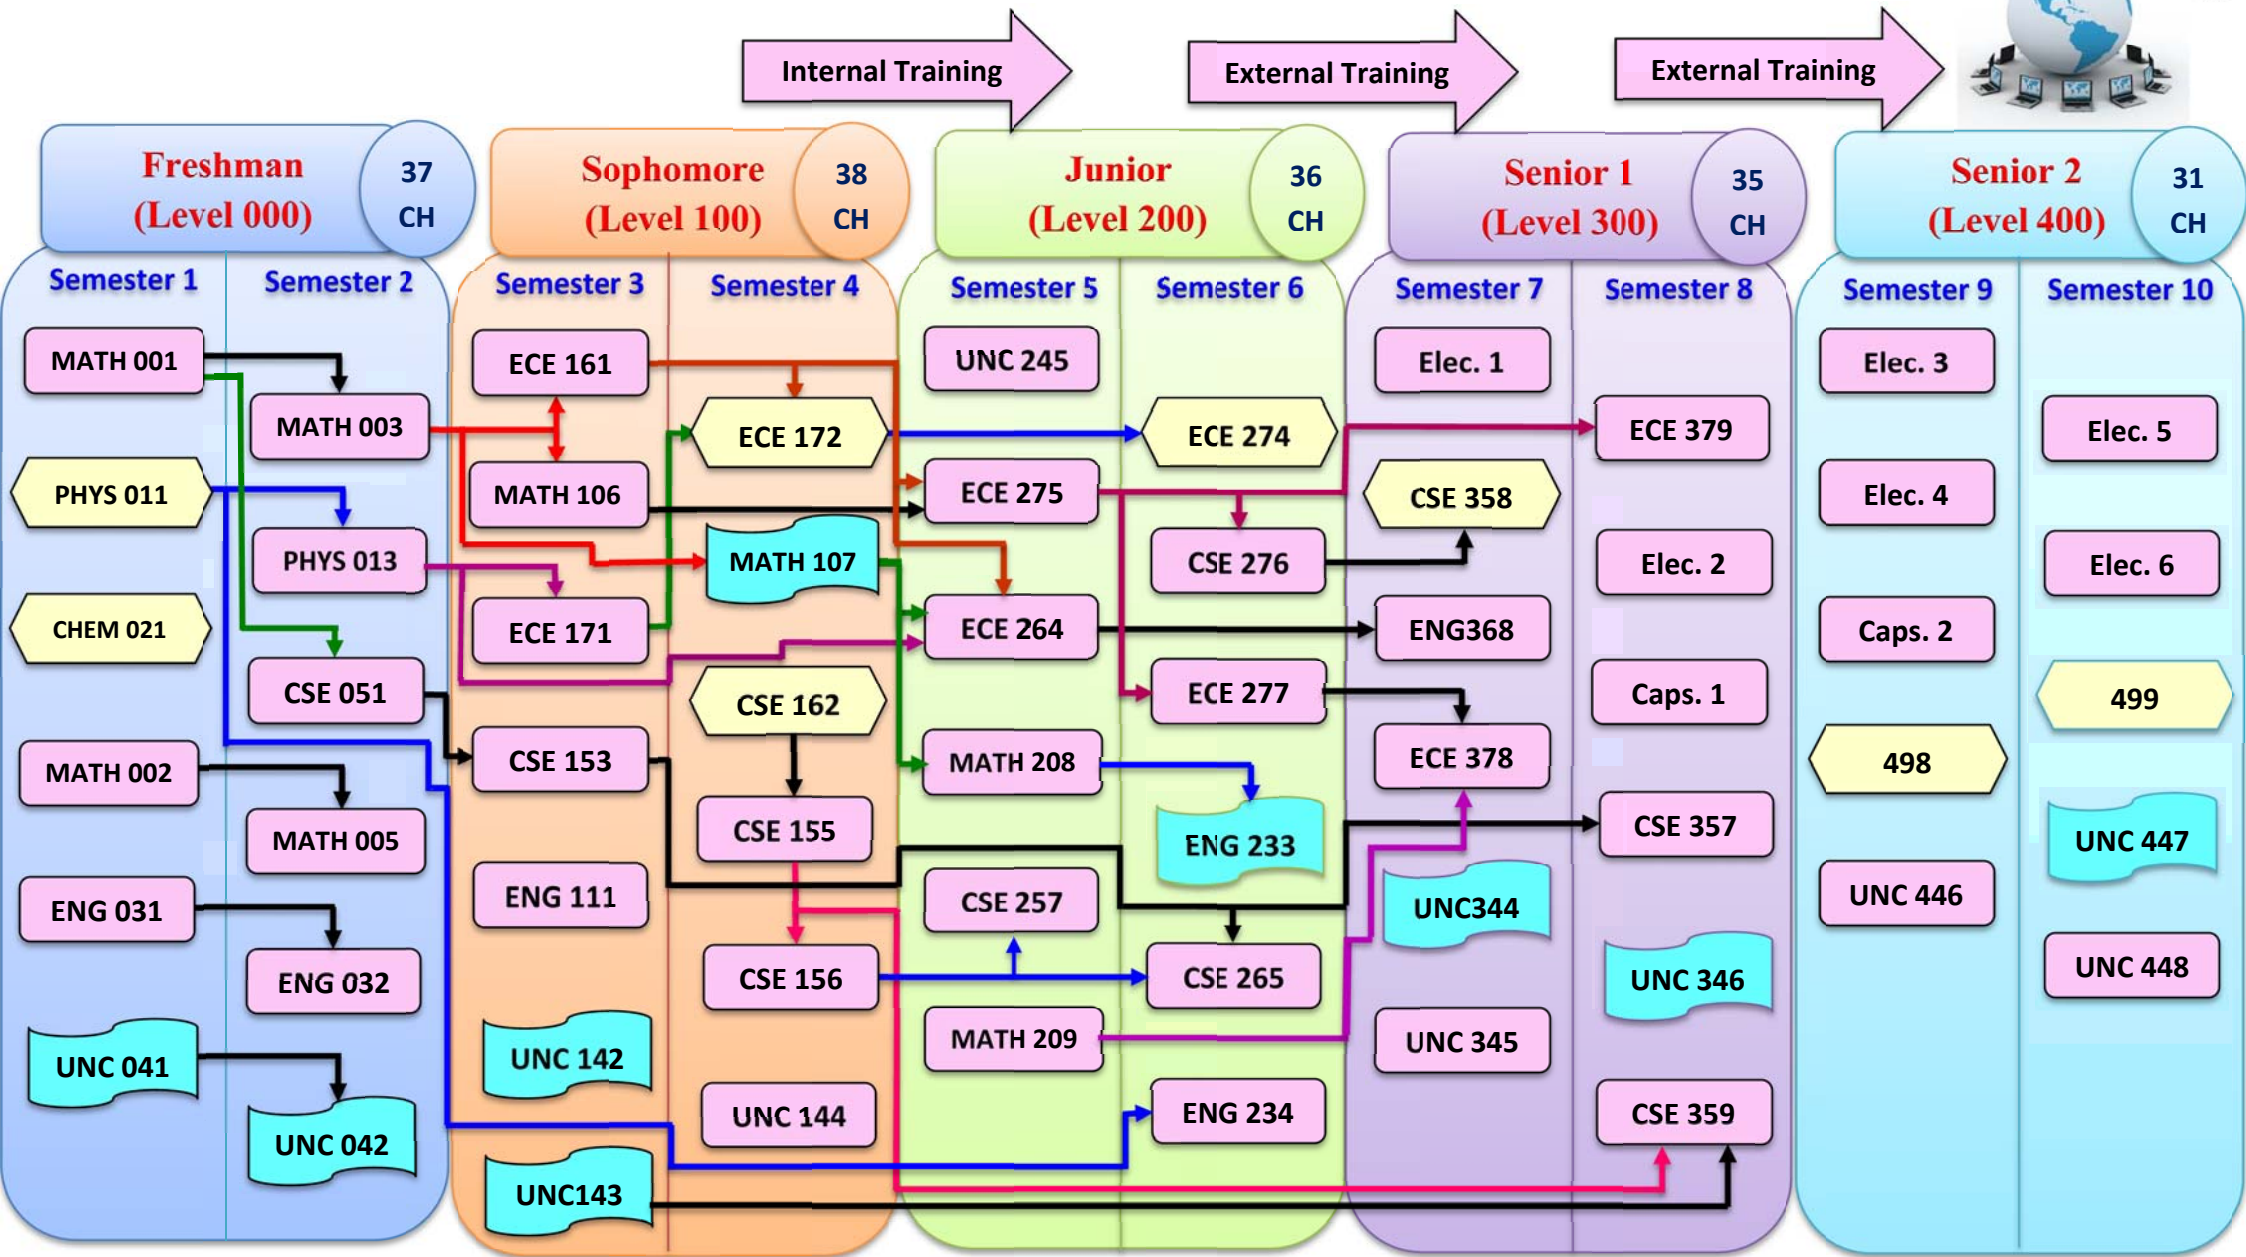 Internal Training
External Training
External Training
Freshman
(Level 000)
37
CH
Sophomore
(Level 100)
38
CH
Junior
(Level 200)
36
CH
Senior 1
(Level 300)
35
CH
Senior 2
(Level 400)
31
CH
Semester 1
Semester 2
Semester 3
Semester 4
Semester 5
Semester 6
Semester 7
Semester 8
Semester 9
Semester 10
MATH 001
PHYS 011
CHEM 021
MATH 002
ENG 031
UNC 041
MATH 003
PHYS 013
CSE 051
MATH 005
ENG 032
UNC 042
ECE 161
MATH 106
ECE 171
CSE 153
ENG 111
UNC 142
UNC143
ECE 172
MATH 107
CSE 162
CSE 155
CSE 156
UNC 144
UNC 245
ECE 275
ECE 264
MATH 208
CSE 257
MATH 209
ECE 274
CSE 276
ECE 277
ENG 233
CSE 265
ENG 234
Elec. 1
CSE 358
ENG368
ECE 378
UNC344
UNC 345
ECE 379
Elec. 2
Caps. 1
CSE 357
UNC 346
CSE 359
Elec. 3
Elec. 4
Caps. 2
498
UNC 446
Elec. 5
Elec. 6
499
UNC 447
UNC 448